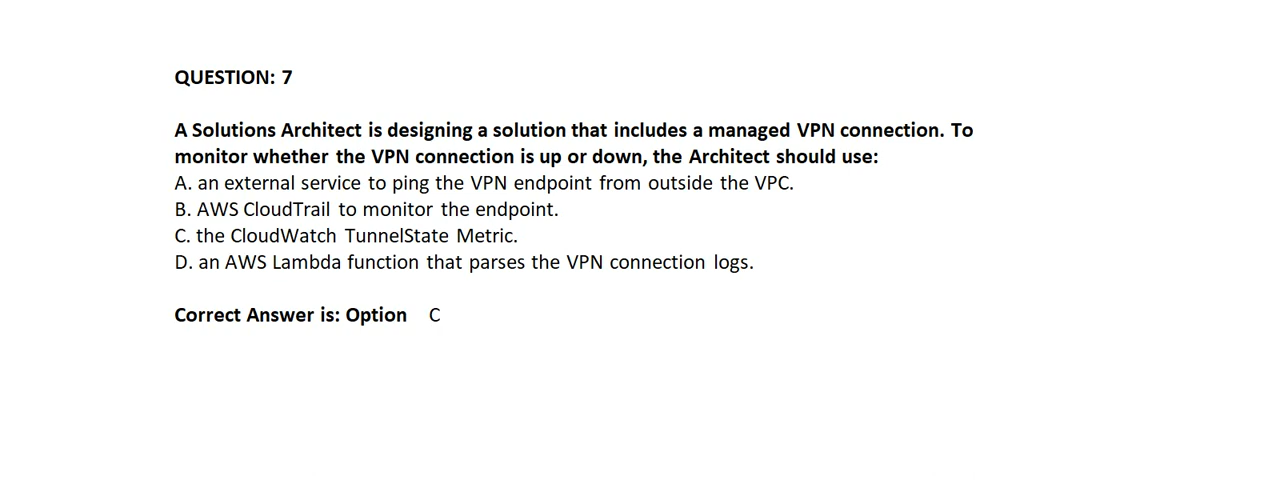 QUESTION: 7
A Solutions Architect is designing a solution that includes a managed VPN connection. To
monitor whether the VPN connection is up or down, the Architect should use:
A. an external service to ping the VPN endpoint from outside the VPC.
B. AWS CloudTrail to monitor the endpoint.
C. the CloudWatch TunnelState Metric.
D. an AWS Lambda function that parses the VPN connection logs.
Correct Answer is: Option C